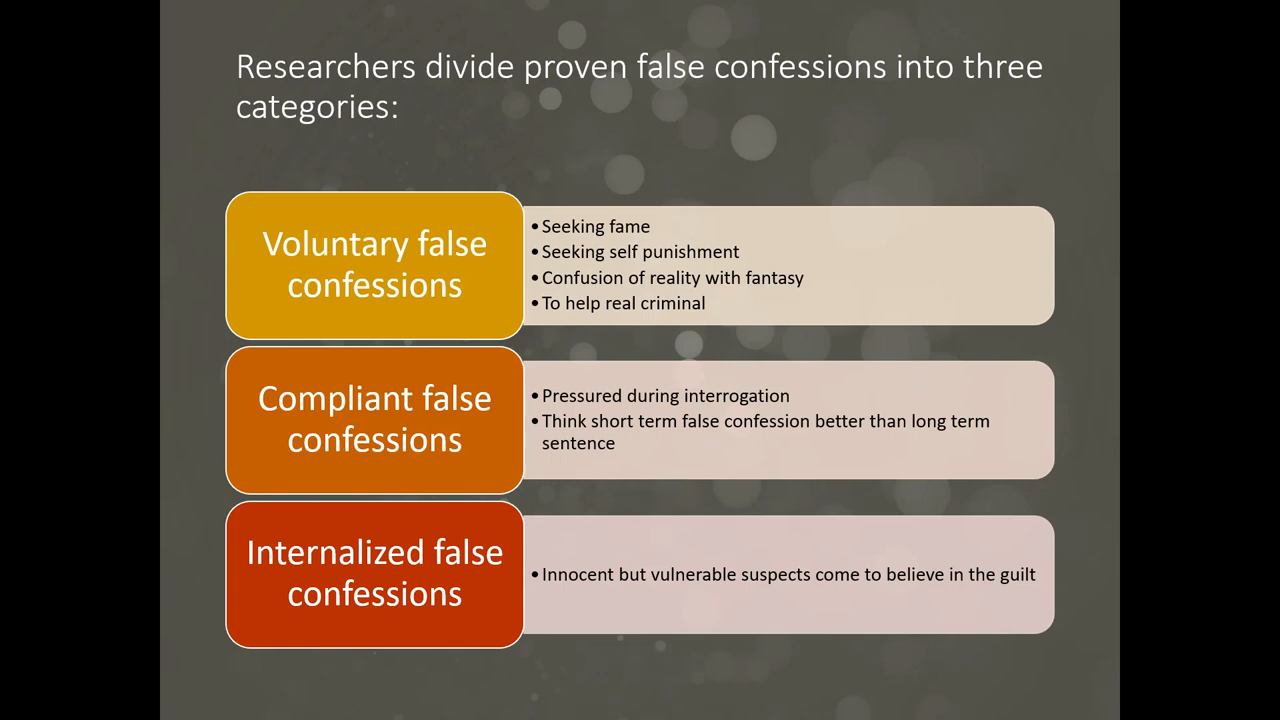 Researchers divide proven false confessions into three
categories:
Voluntary false
confessions
•Seeking fame
•Seeking self punishment
•Confusion of reality with fantasy
•To help real criminal
Compliant false
confessions
•Pressured during interrogation
•Think short term false confession better than long term
sentence
Internalized false
confessions
•Innocent but vulnerable suspects come to believe in the guilt